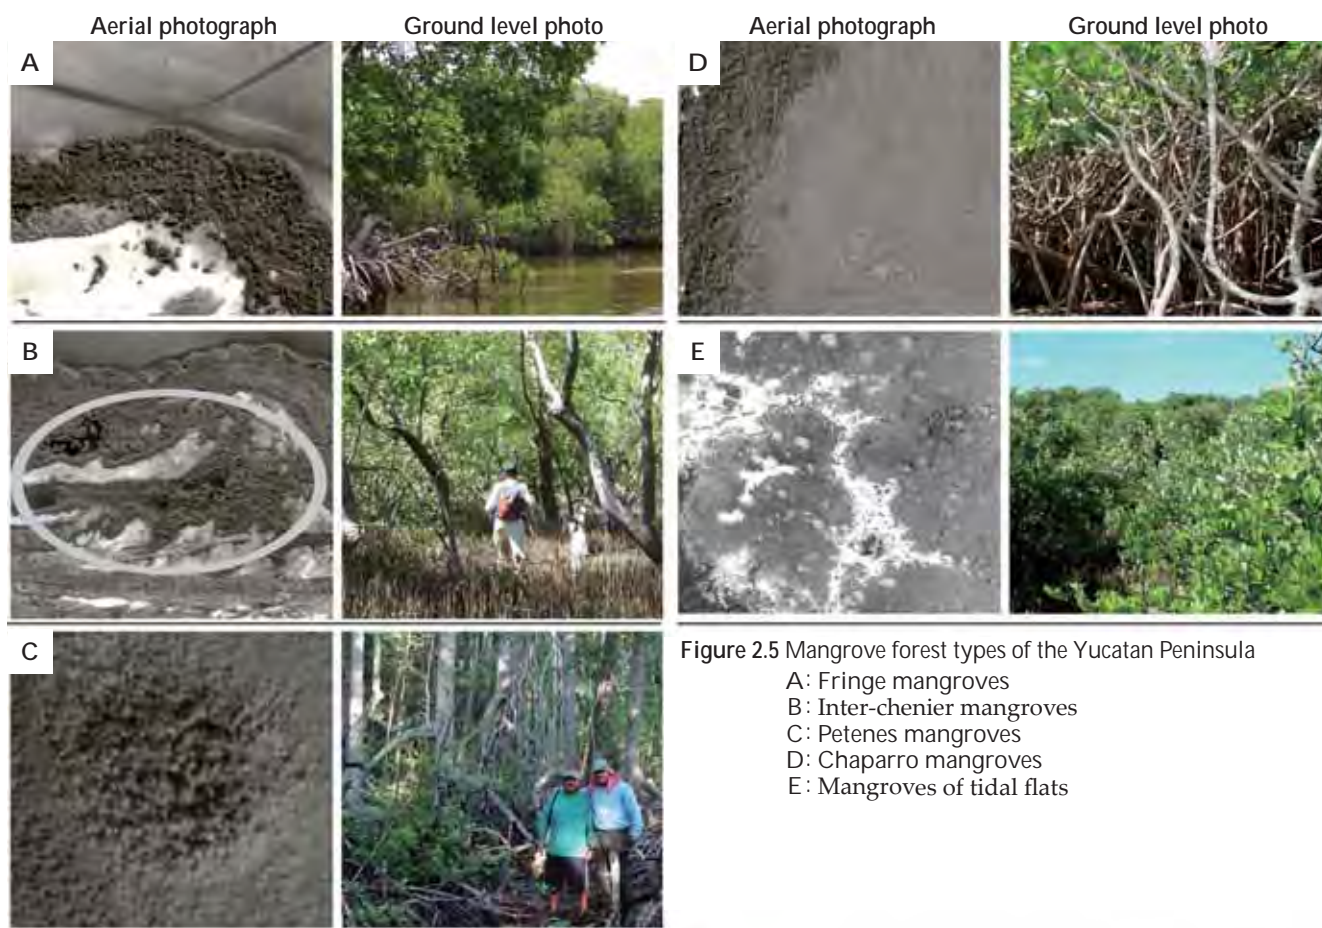 Aerial photograph Ground level photo Aerial photograph Ground level photo
A
D
B
E
C
Figure 2.5 Mangrove forest types of the Yucatan Peninsula
A: Fringe mangroves
B: Inter-chenier mangroves
C: Petenes mangroves
D: Chaparro mangroves
E: Mangroves of tidal flats